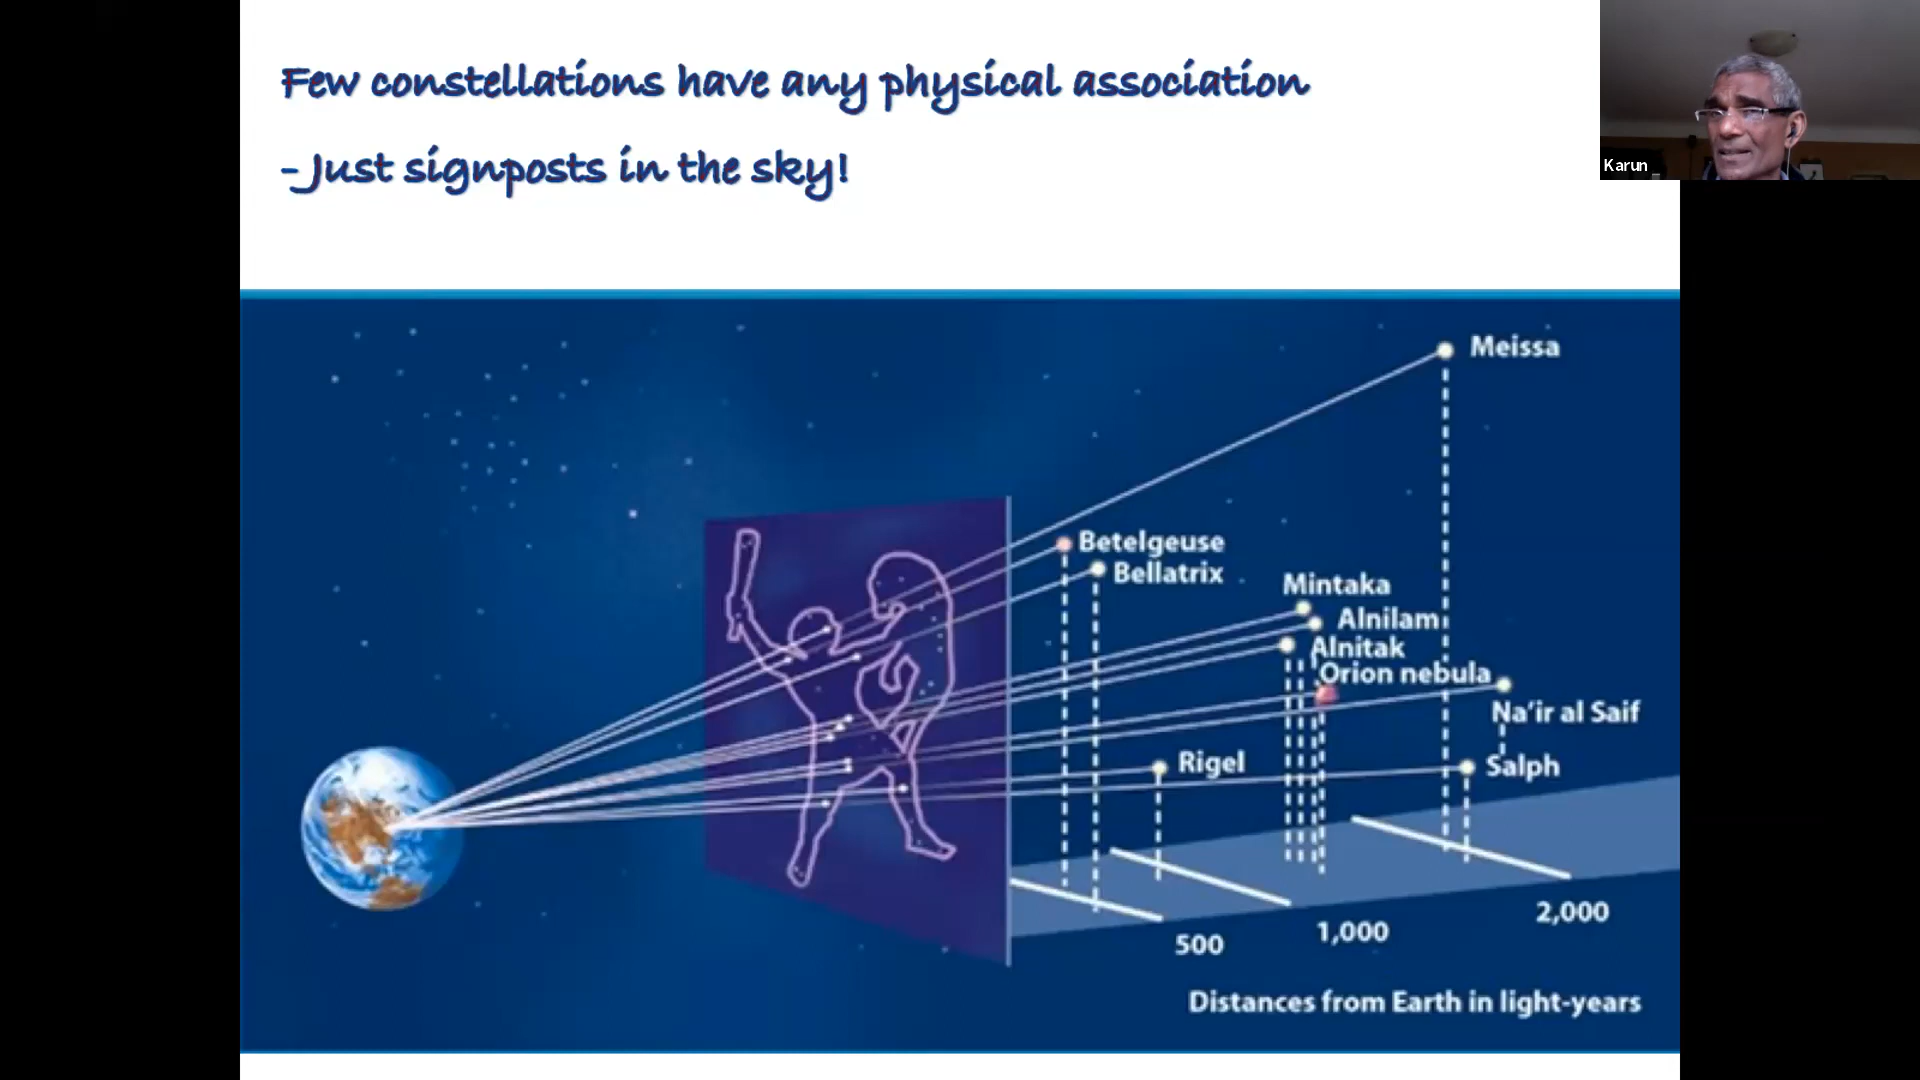 Few constellations have any physical association
- Just signposts in the sky!
Karun _
Meissa
Betelgeuse
Bellatrix
Mintaka
Alnilam
Alnitak
Orion nebula
Na'ir al Saif
Rigel
Salph
500
1,000
2,000
Distances from Earth in light-years